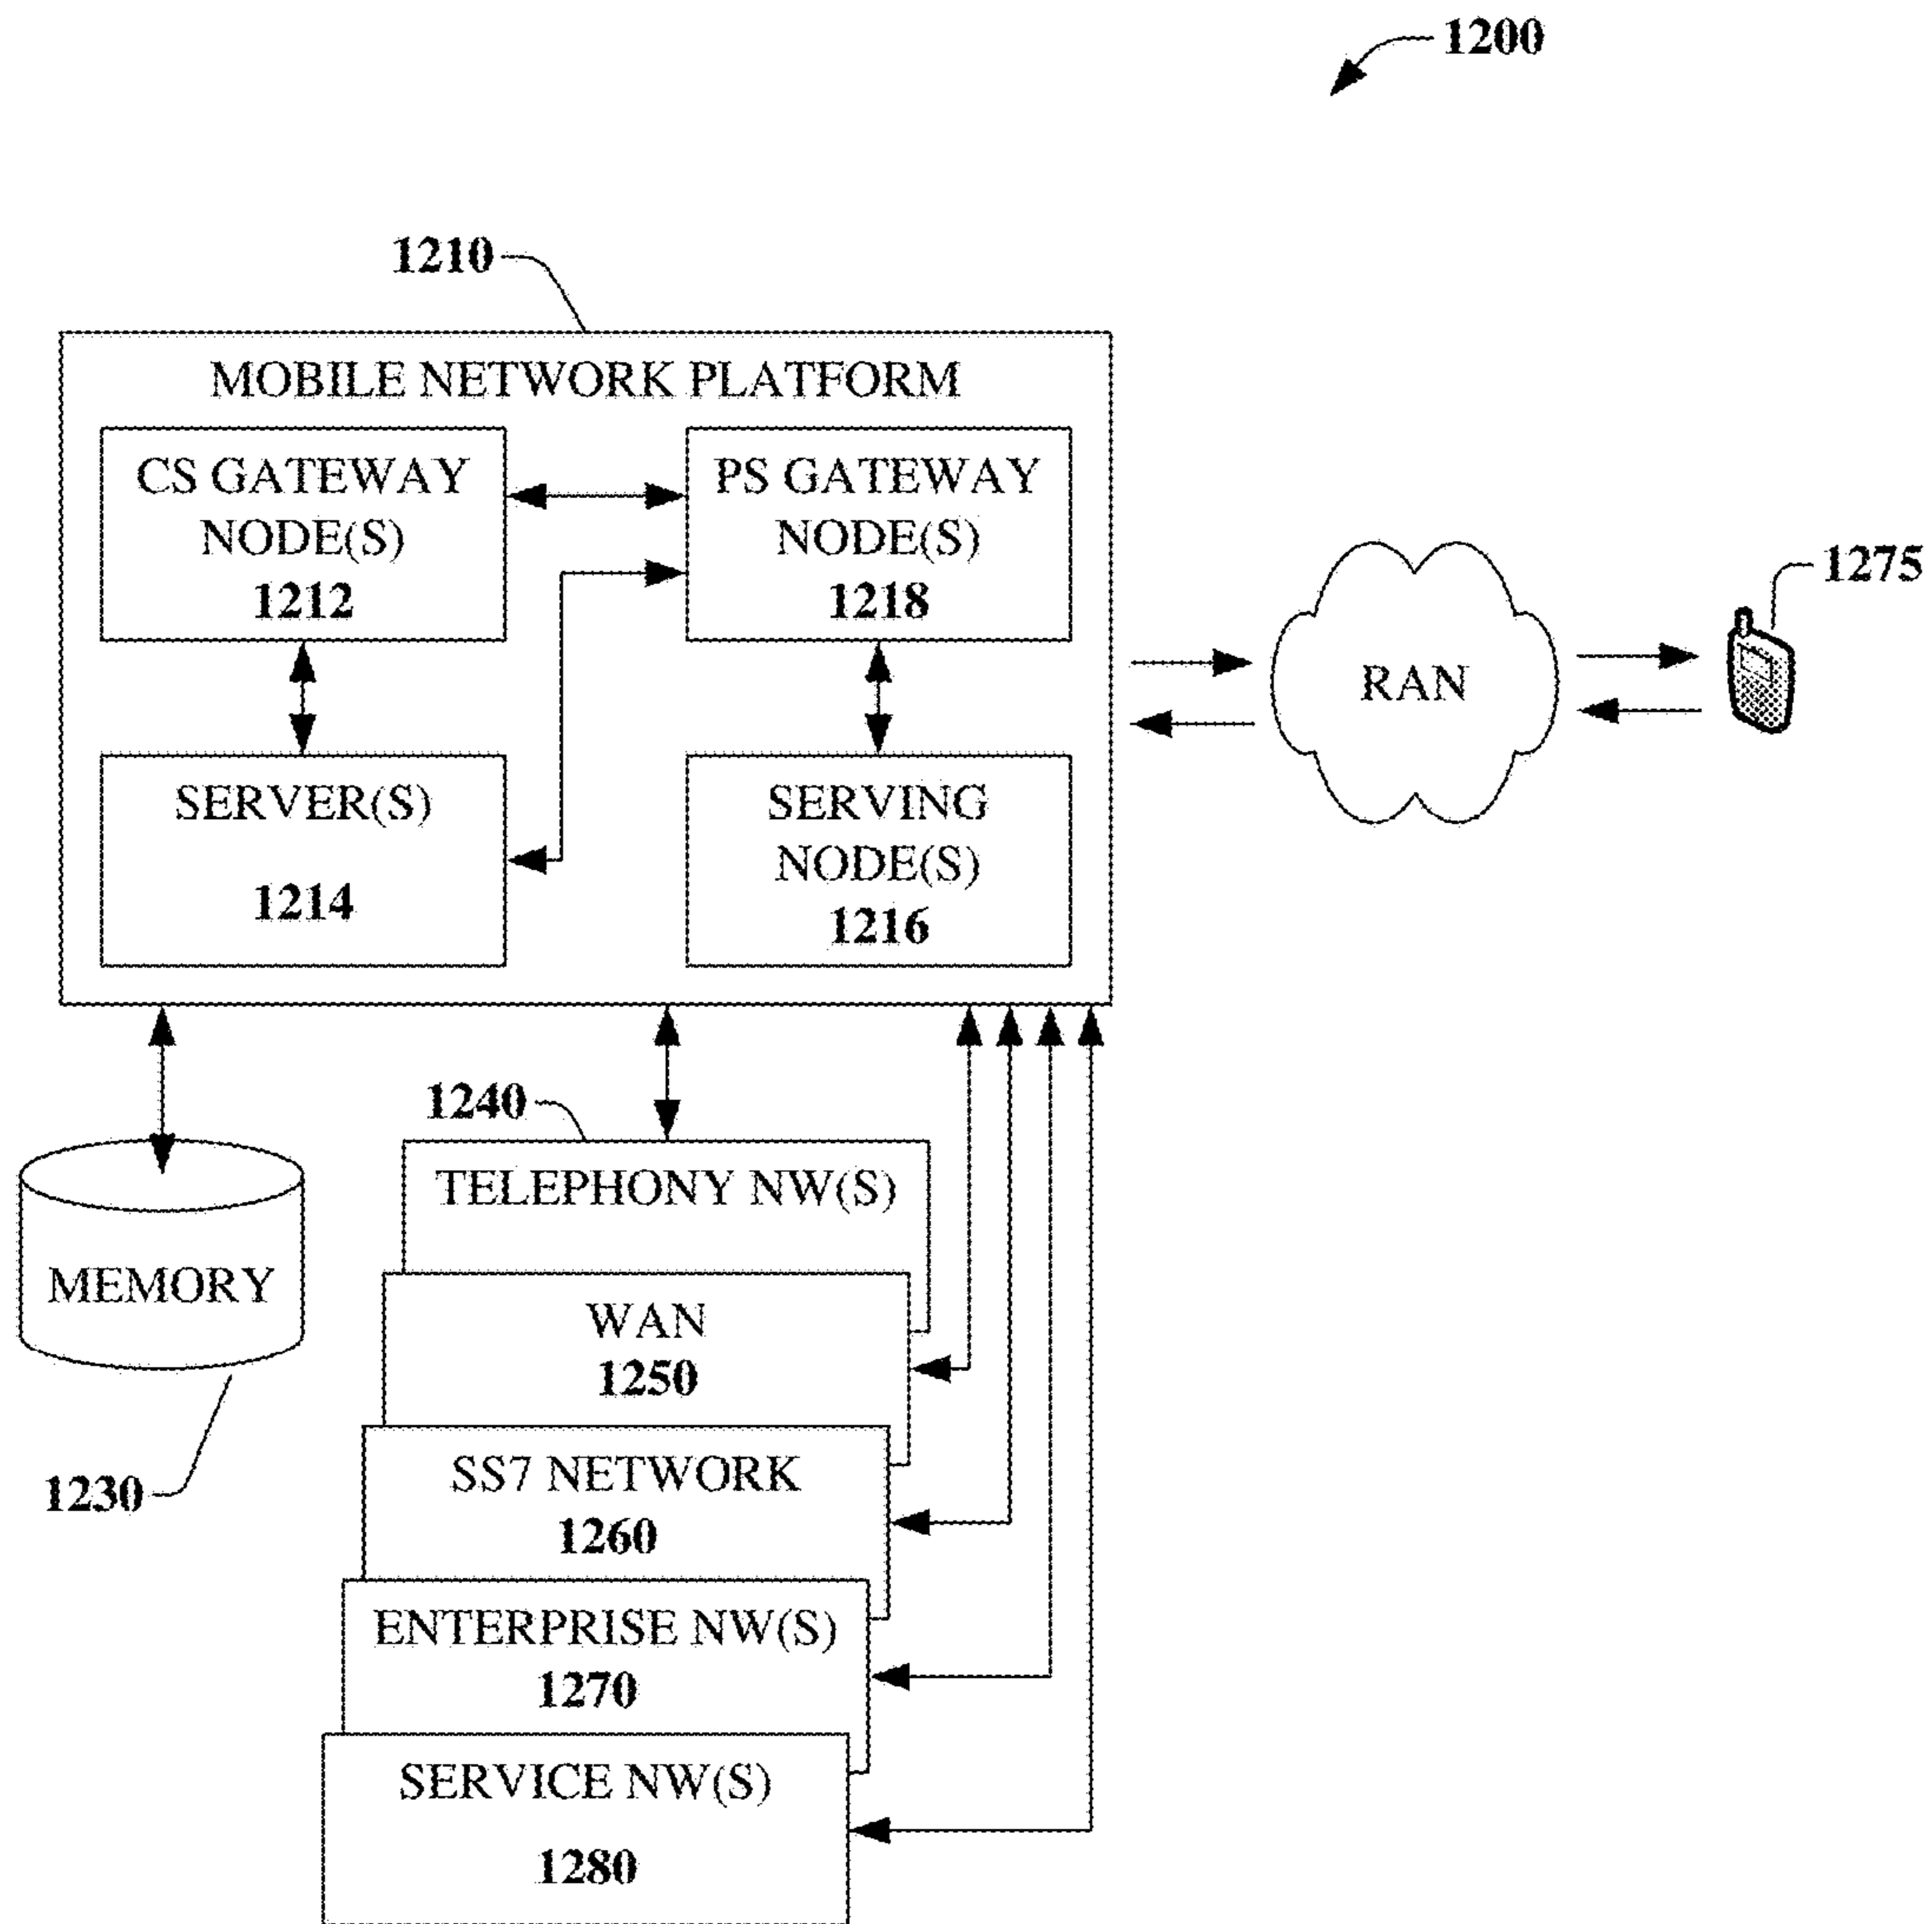 1200
1210
MOBILE NETWORK PLATFORM
CS GATEWAY
NODE(S)
1212
PS GATEWAY
NODE(S)
1218
SERVER(S)
1214
SERVING
NODE(S)
1216
RAN
1275
1240
TELEPHONY NW(S)
MEMORY
1230
WAN
1250
SS7 NETWORK
1260
ENTERPRISE NW(S)
1270
SERVICE NW(S)
1280